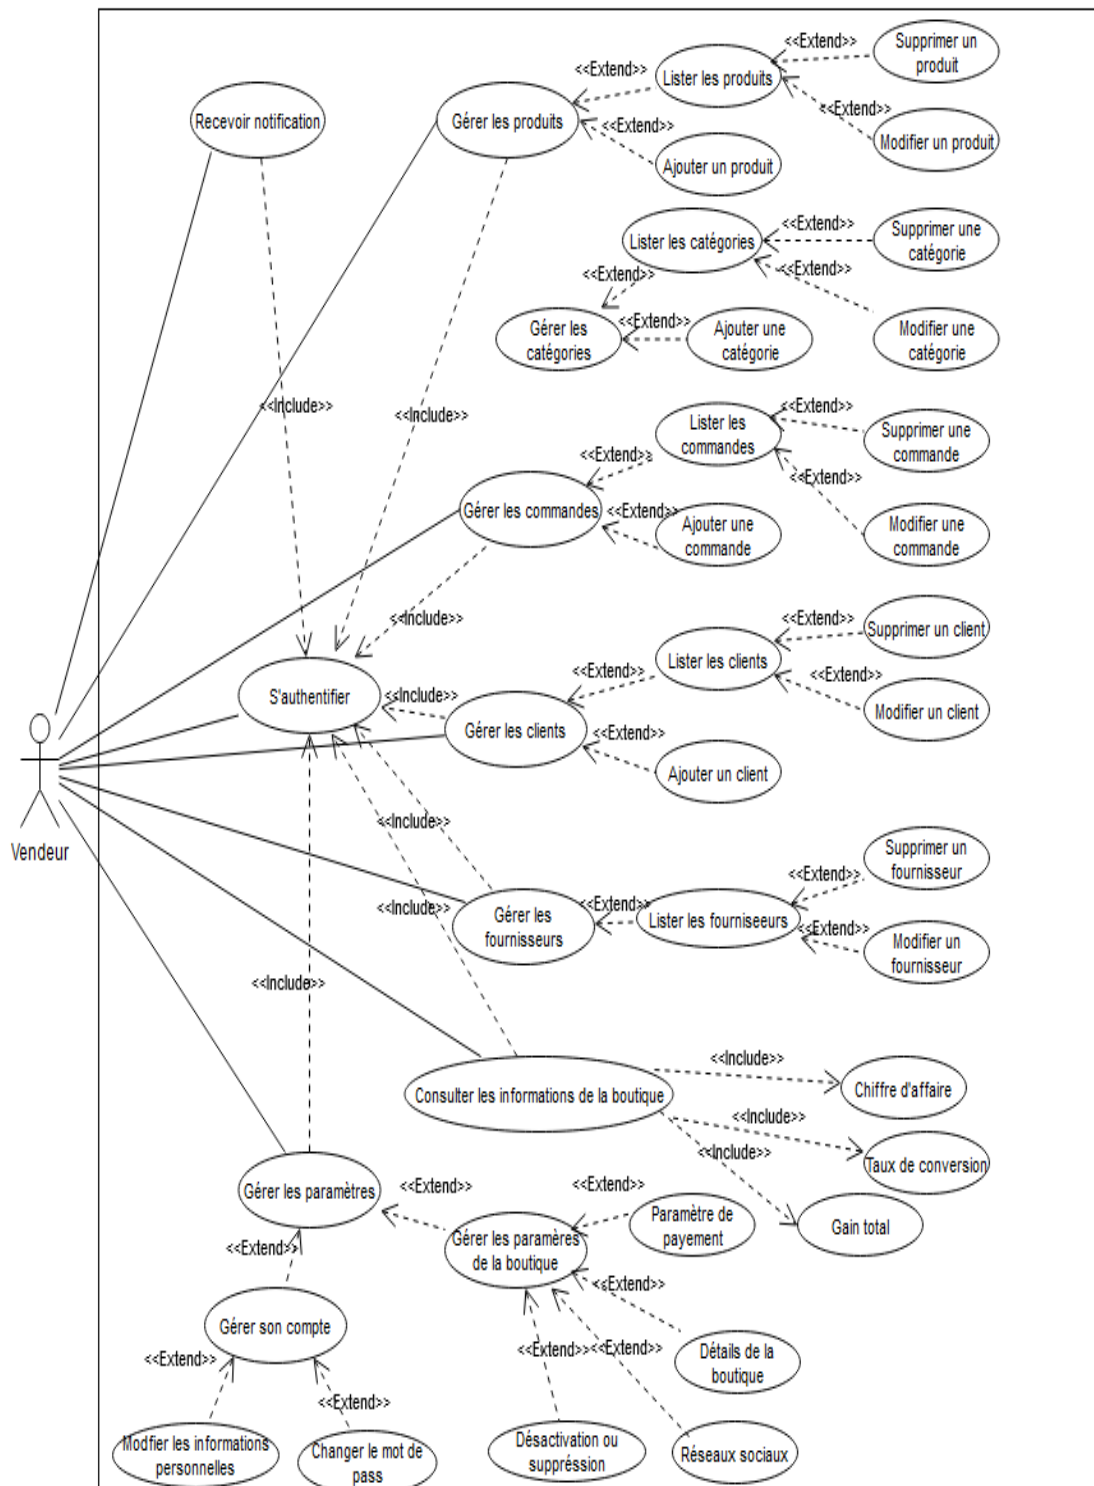 <<Extend>>
Supprimer un
produit
<<Extend>>
Lister les produits
<<Extend>>
Recevoir notification
Gérer les produits
<<Extend>>
Modifier un produit
Ajouter un produit
<<Extend>>
Supprimer une
catégorie
Lister les catégories
<<Extend>>
<<Extend>>
Gérer les
catégories
<<Extend>>
Ajouter une
catégorie
Modifier une
catégorie
<<Include>>
<<Include>>
<<Extend>>
Lister les
commandes
Supprimer une
commande
<<Extend>>
<<Extend>>
Gérer les commandes
<<Extend>>
Ajouter une
commande
Modifier une
commande
<<Include>>
<<Extend>>
Supprimer un client
<<Extend>>
Lister les clients
<<Extend>>
S'authentifier
<<Include>>
Gérer les clients
Modifier un client
<<Extend>>
Ajouter un client
Vendeur
<<Include>>
Supprimer un
fournisseur
<<Extend>>
<<Include>>
Gérer les
fournisseurs
<<Extend>>
Lister les fourniseeurs
<<Extend>>
Modifier un
fournisseur
<<Include>>
<<Include>>
Consulter les informations de la boutique
Chiffre d'affaire
<<Include>>
<<Include>>
Taux de conversion
Gérer les paramètres
<<Extend>>
<<Extend>>
Paramètre de
payement
Gain total
Gérer les paramères
de la boutique
<<Extend>>
<<Extend>>
Gérer son compte
<<Extend>>
<<Extend>>
<<Extend>>
Détails de la
boutique
<<Extend>>
Modfier les informations
personnelles
Changer le mot de
pass
Désactivation ou
suppréssion
Réseaux sociaux